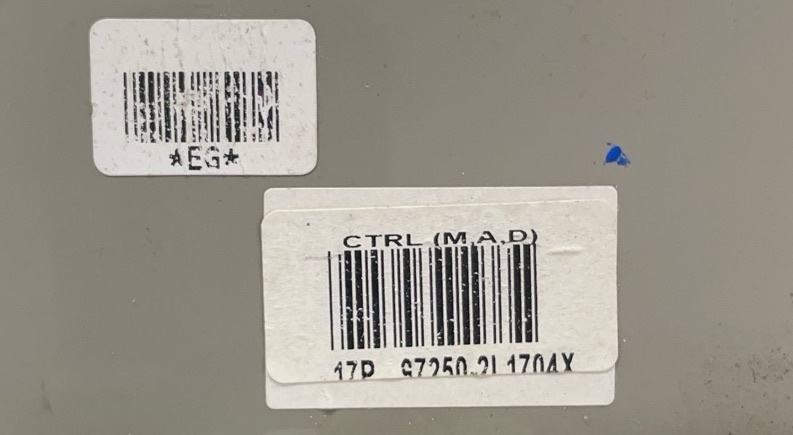 *EG*
CTRL (M,A,D)
17P 97250-2L1704X